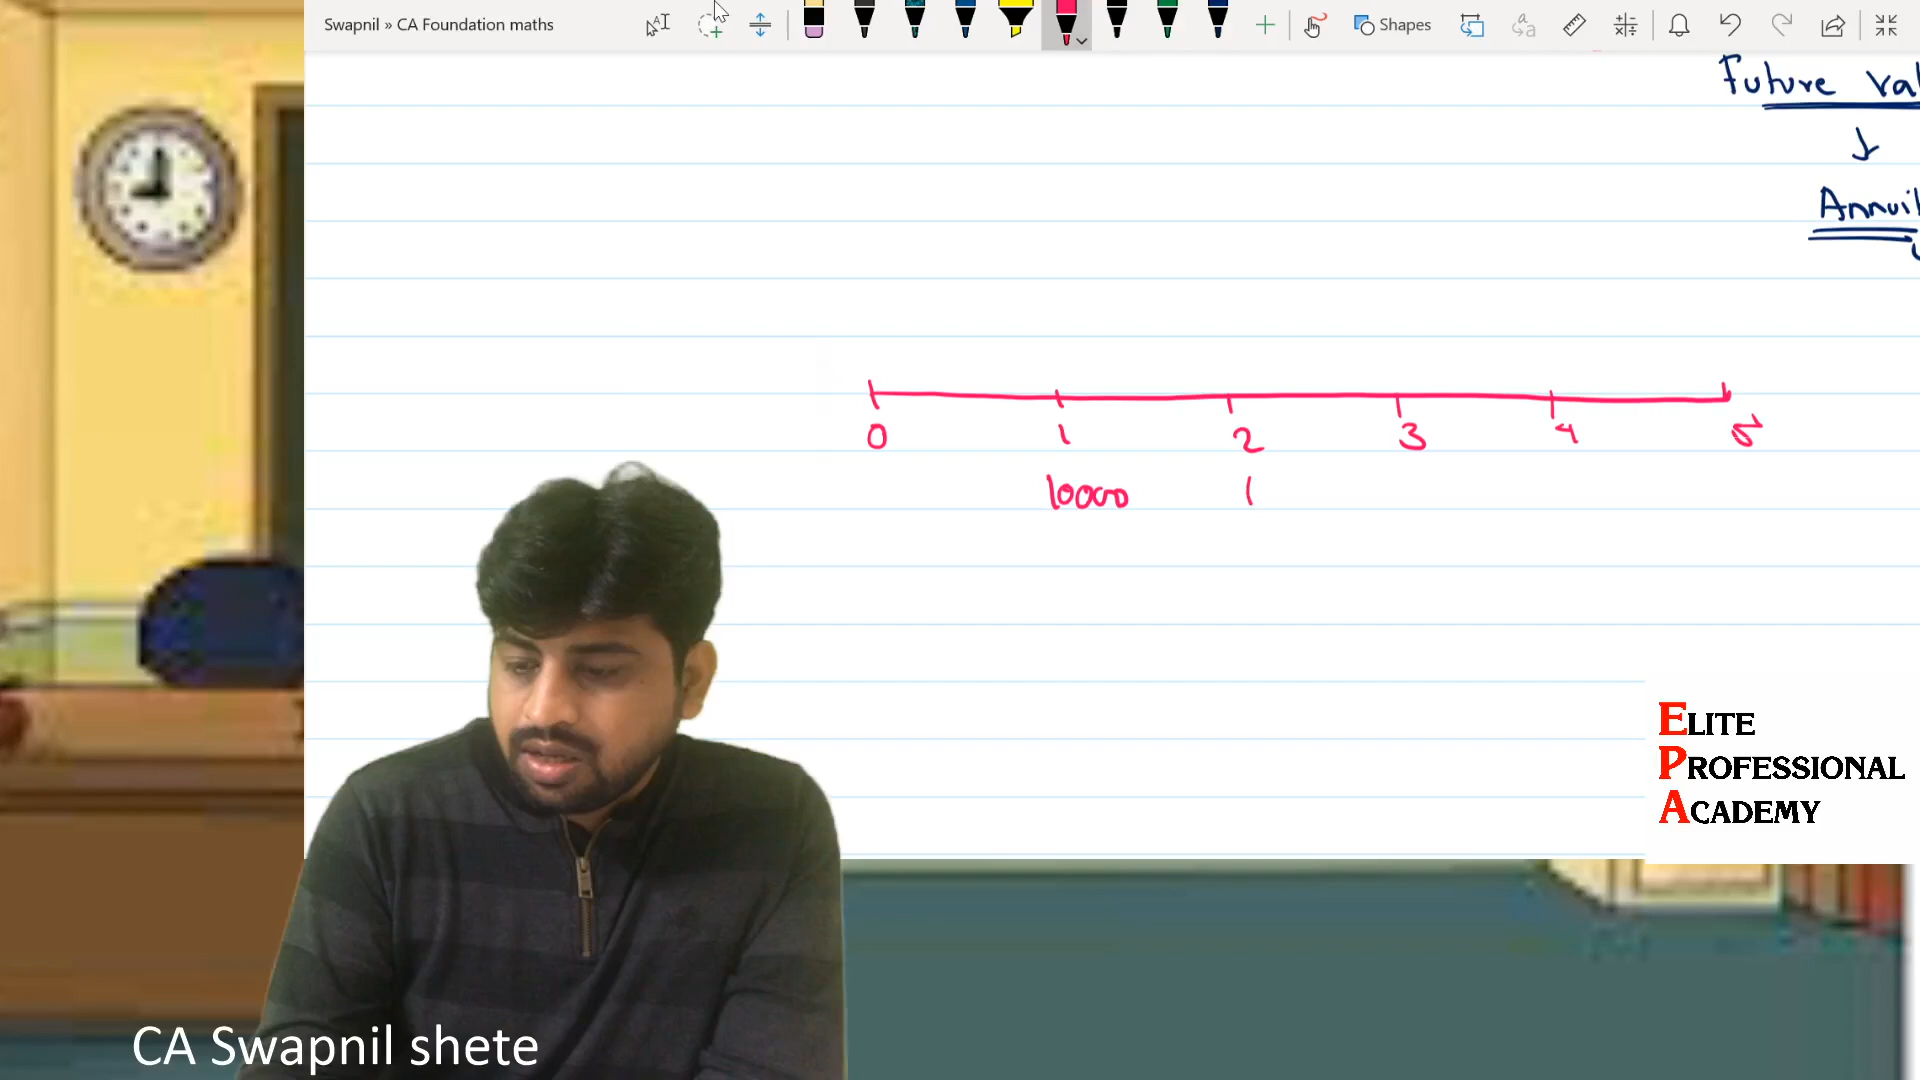 Swapnil » CA Foundation maths
Shapes
Future val
Annuit
0 1 2 3 4 5
10000 1
ELITE
PROFESSIONAL
ACADEMY
CA Swapnil shete